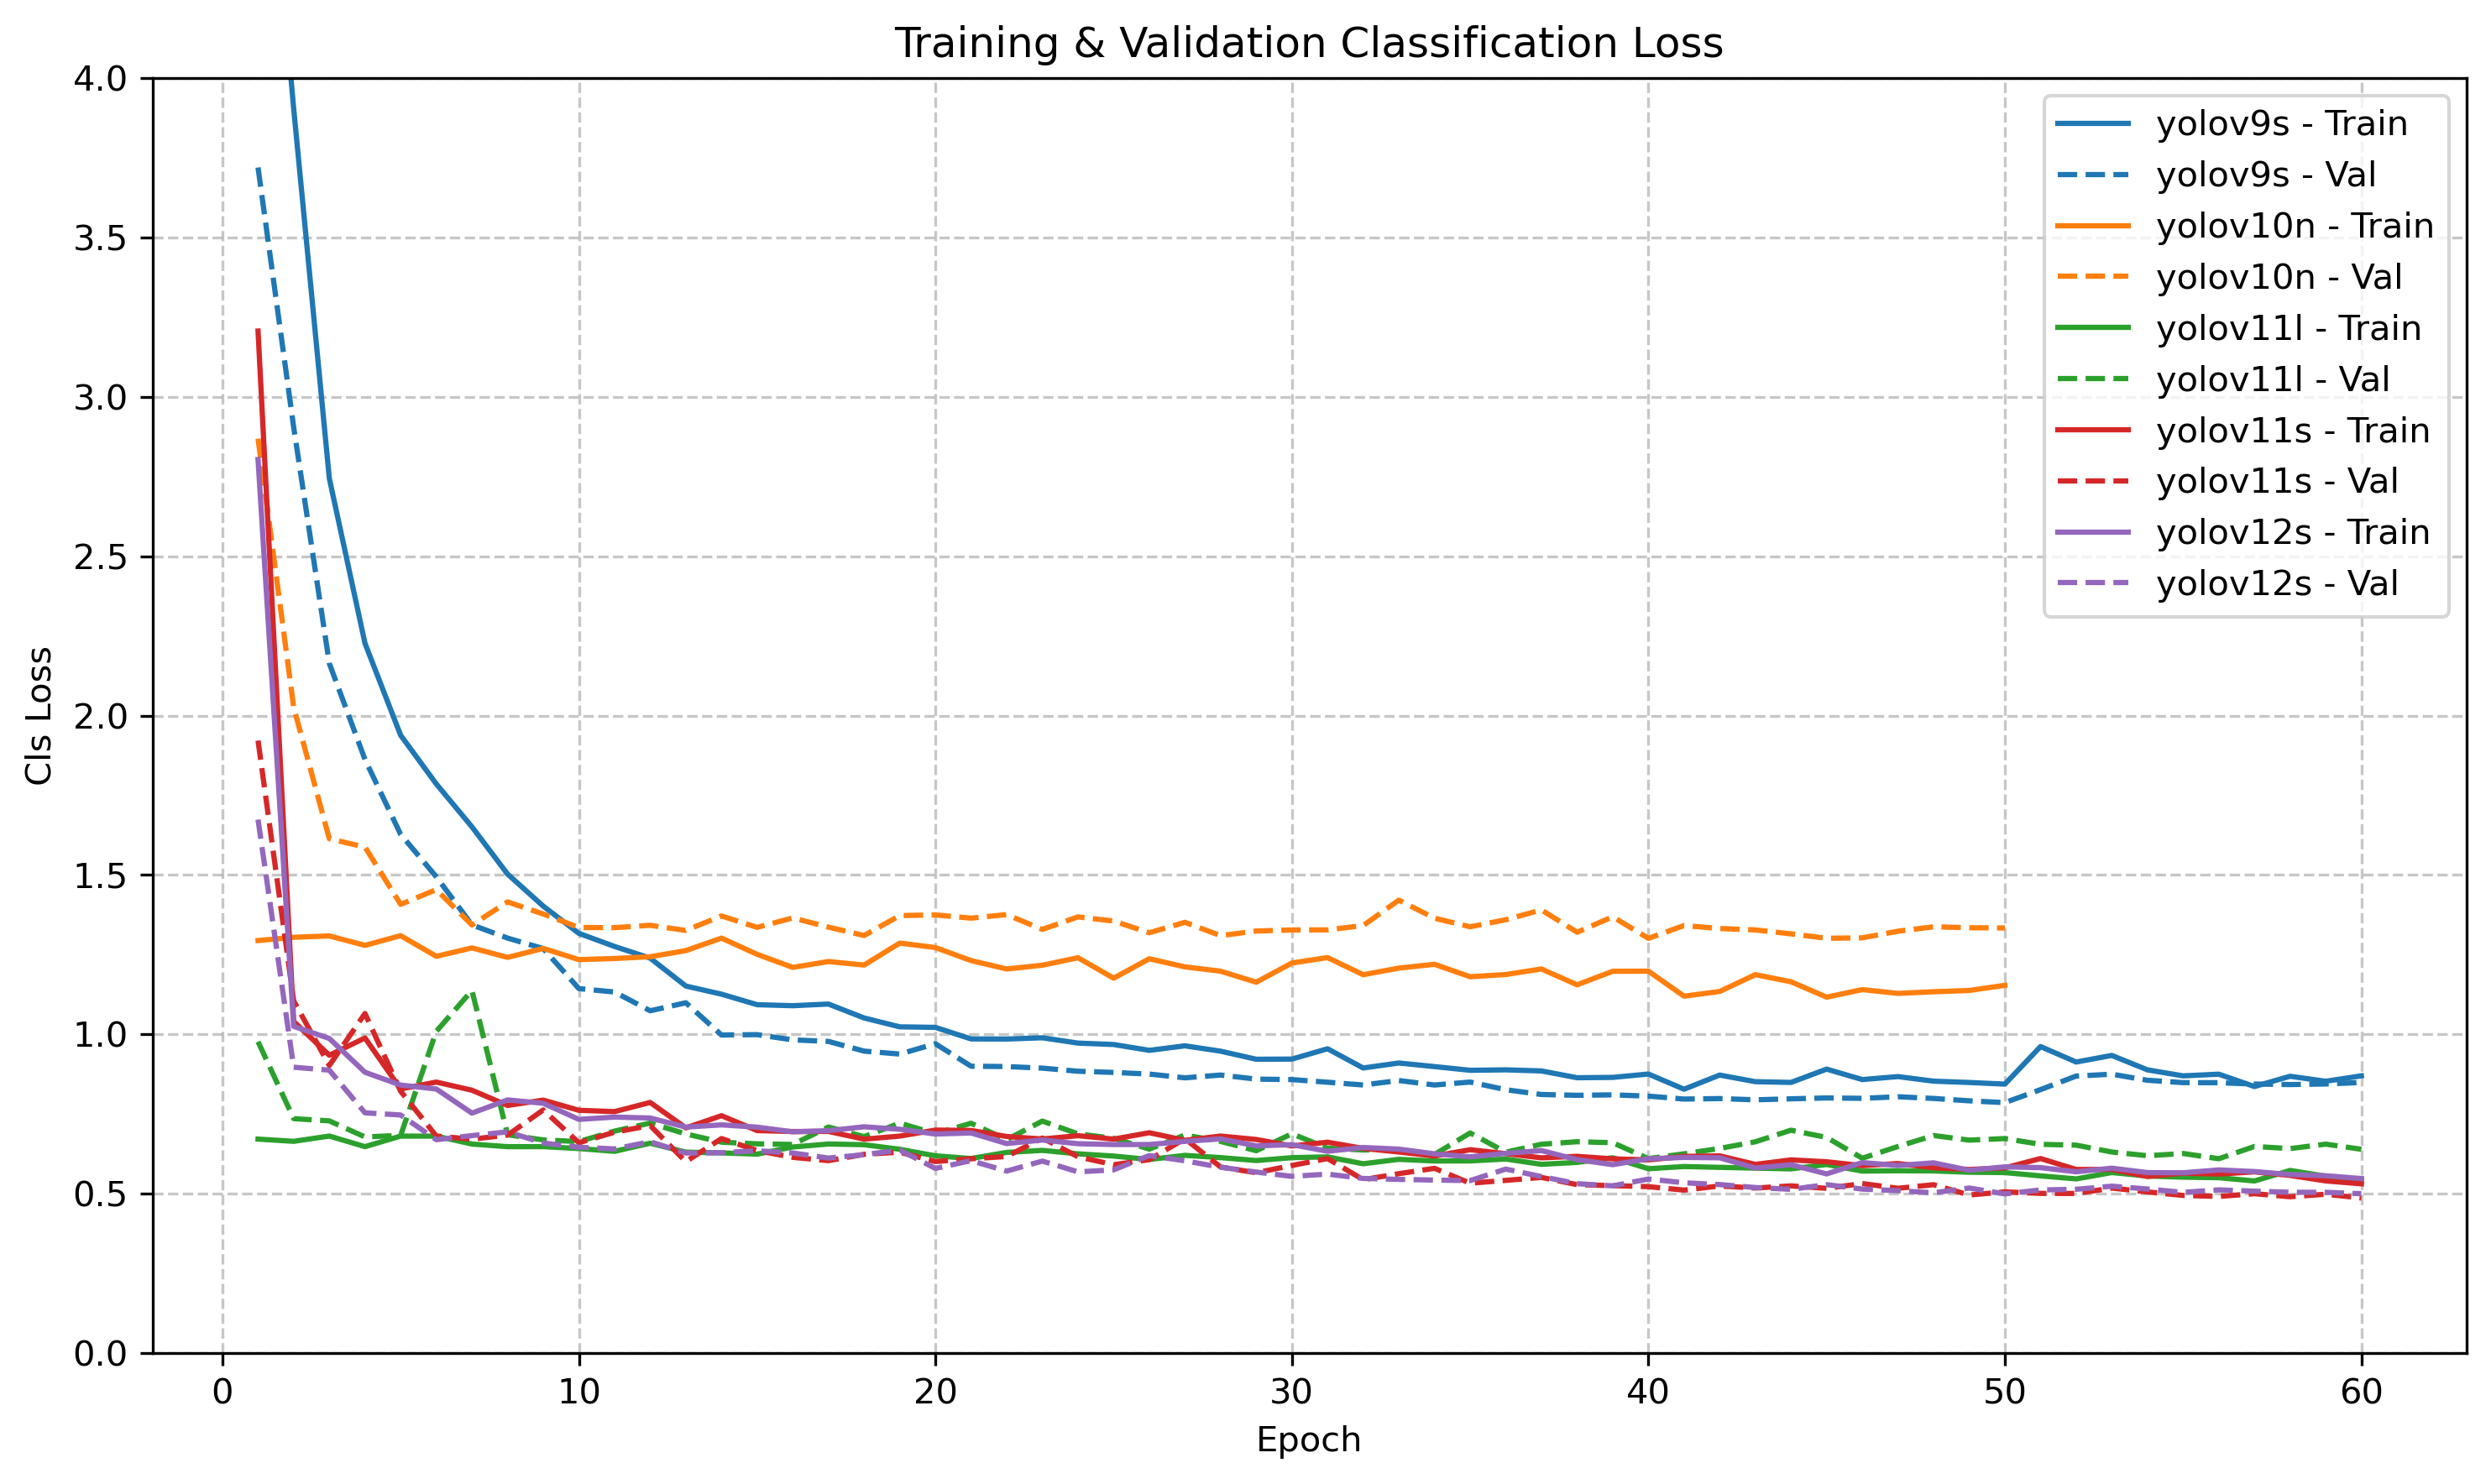 Training & Validation Classification Loss
4.0
3.5
3.0
2.5
2.0
1.5
1.0
0.5
0.0
Cls Loss
yolov9s - Train
yolov9s - Val
yolov10n - Train
yolov10n - Val
yolov11l - Train
yolov11l - Val
yolov11s - Train
yolov11s - Val
yolov12s - Train
yolov12s - Val
0 10 20 30 40 50 60
Epoch